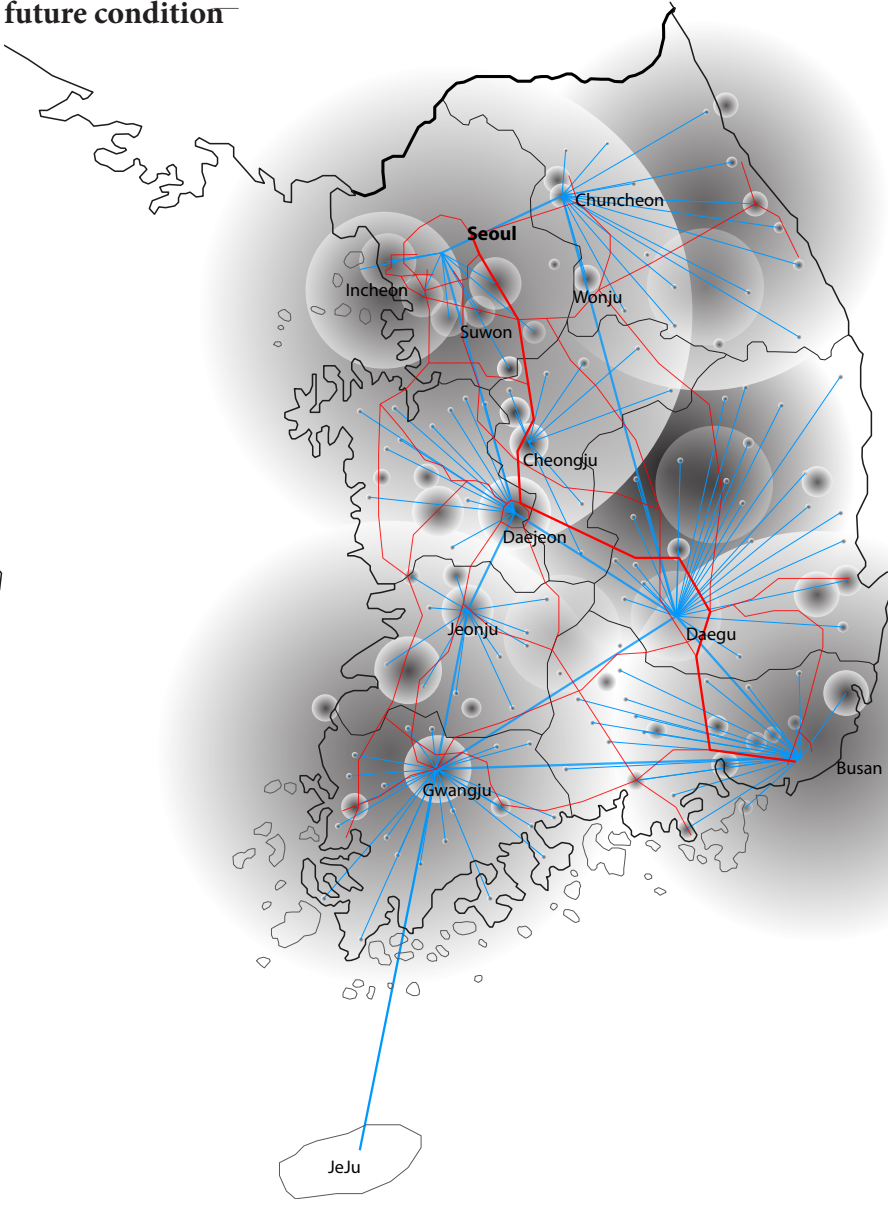 future condition
Chuncheon
Seoul
Incheon
Wonju
Suwon
Cheongju
Daejeon
Jeonju
Daegu
Busan
Gwangju
JeJu